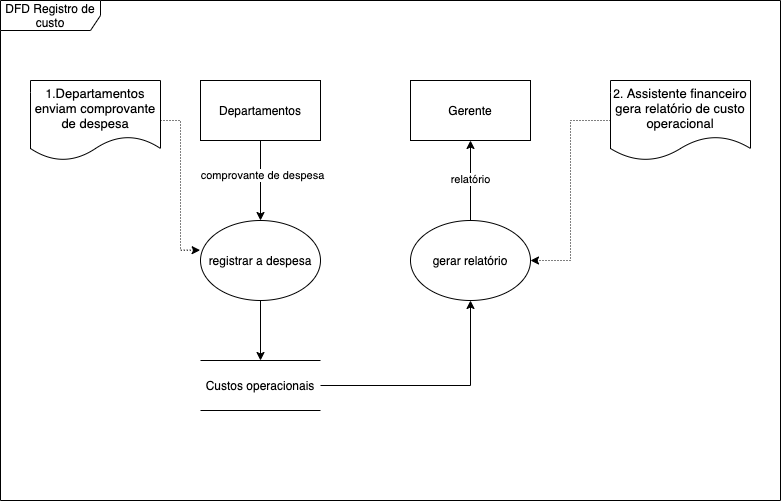 DFD Registro de
custo
1.Departamentos
enviam comprovante
de despesa
Departamentos
Gerente
2. Assistente financeiro
gera relatório de custo
operacional
comprovante de despesa
relatório
registrar a despesa
gerar relatório
Custos operacionais